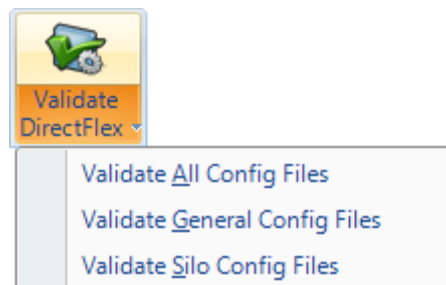 Validate
DirectFlex
Validate All Config Files
Validate General Config Files
Validate Silo Config Files